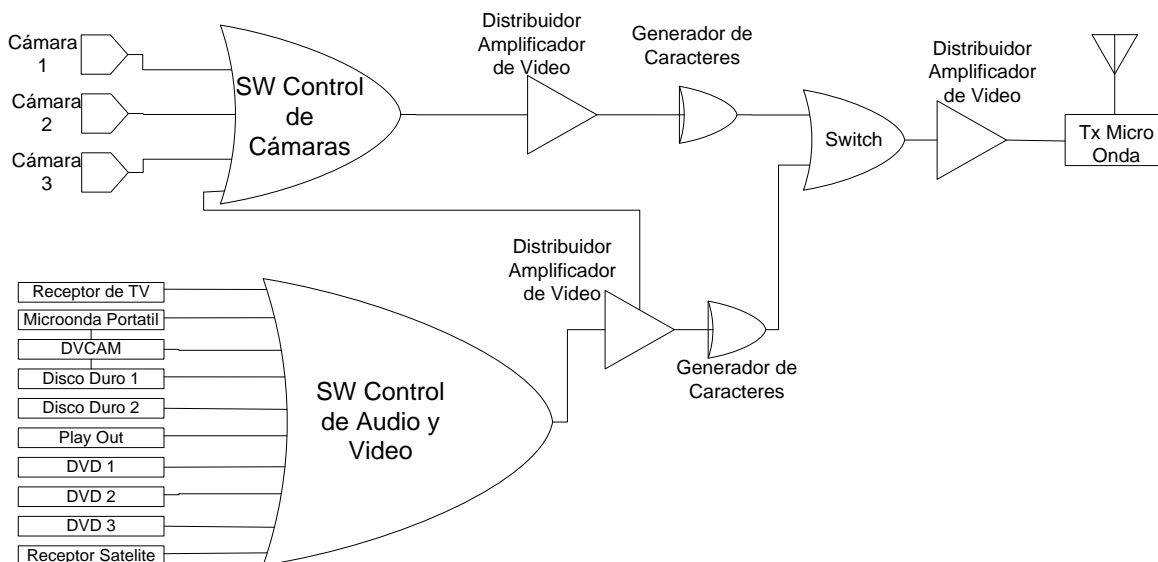 Cámara
1
Cámara
2
Cámara
3
SW Control
de
Cámaras
Distribuidor
Amplificador
de Video
Generador de
Caracteres
Switch
Distribuidor
Amplificador
de Video
Tx Micro
Onda
Receptor de TV
Microonda Portatil
DVCAM
Disco Duro 1
Disco Duro 2
Play Out
DVD 1
DVD 2
DVD 3
Receptor Satelite
SW Control
de Audio y
Video
Distribuidor
Amplificador
de Video
Generador de
Caracteres